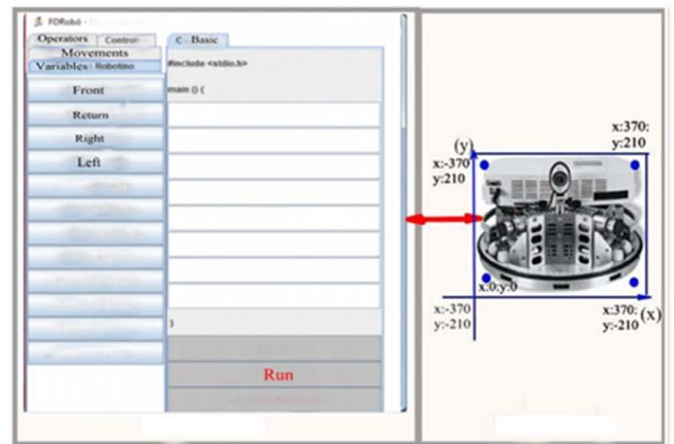 FDRobó -
Operators Control
Movements
Variables Robotino
Front
Return
Right
Left
C - Basic
#include <stdio.h>
main () {
}
Run
x:370:
y:210
(y)
x:-370
y:210
x:0:y:0
x:-370
y:-210
x:370:
y:-210
(x)